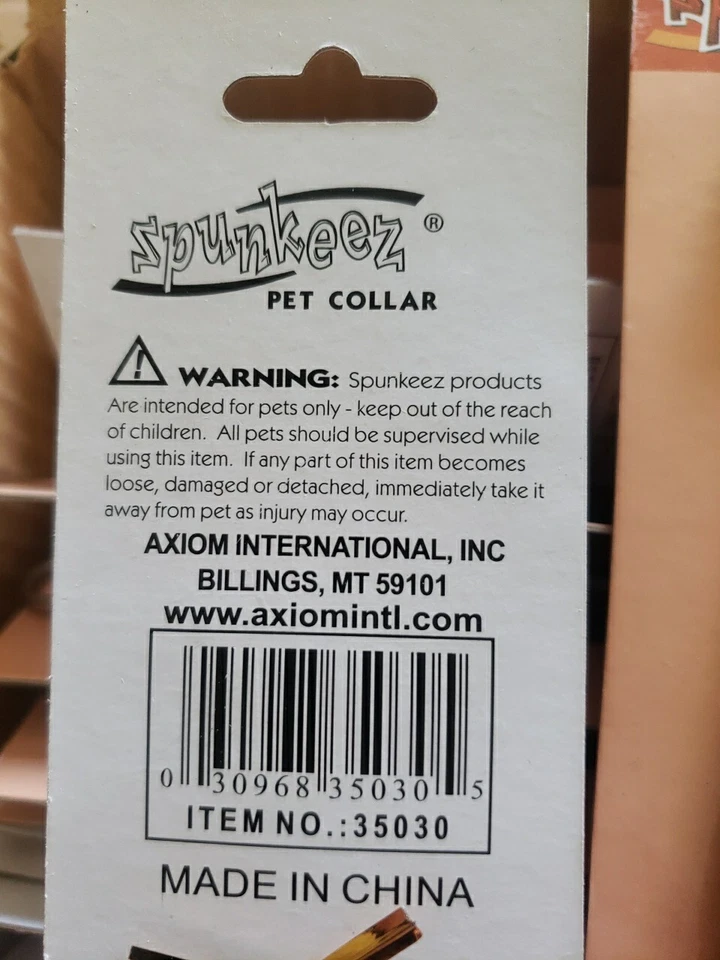 Spunkeez ®
PET COLLAR
WARNING: Spunkeez products
Are intended for pets only - keep out of the reach
of children. All pets should be supervised while
using this item. If any part of this item becomes
loose, damaged or detached, immediately take it
away from pet as injury may occur.
AXIOM INTERNATIONAL, INC
BILLINGS, MT 59101
www.axiomintl.com
0 30968 35030 5
ITEM NO.:35030
MADE IN CHINA